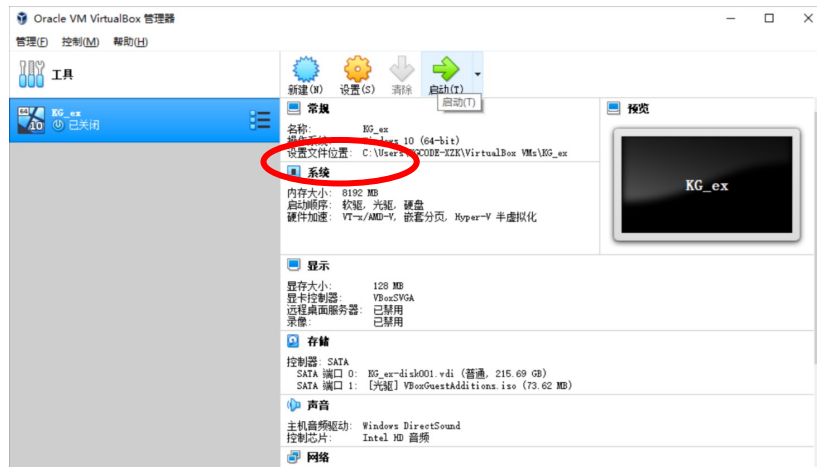 Oracle VM VirtualBox 管理器
管理(F) 控制(M) 帮助(H)
工具
新建(N) 设置(S) 清除 启动(T)
启动(T)
64
10
KG_ex
已关闭
常规
名称: KG_ex
操作系统: Windows 10 (64-bit)
设置文件位置: C:\Users\KGCODE-XZK\VirtualBox VMs\KG_ex
预览
KG_ex
系统
内存大小: 8192 MB
启动顺序: 软驱, 光驱, 硬盘
硬件加速: VT-x/AMD-V, 嵌套分页, Hyper-V 半虚拟化
显示
显存大小: 128 MB
显卡控制器: VBoxSVGA
远程桌面服务器: 已禁用
录像: 已禁用
存储
控制器: SATA
SATA 端口 0: KG_ex-disk001.vdi (普通, 215.69 GB)
SATA 端口 1: [光驱] VBoxGuestAdditions.iso (73.62 MB)
声音
主机音频驱动: Windows DirectSound
控制芯片: Intel HD 音频
网络